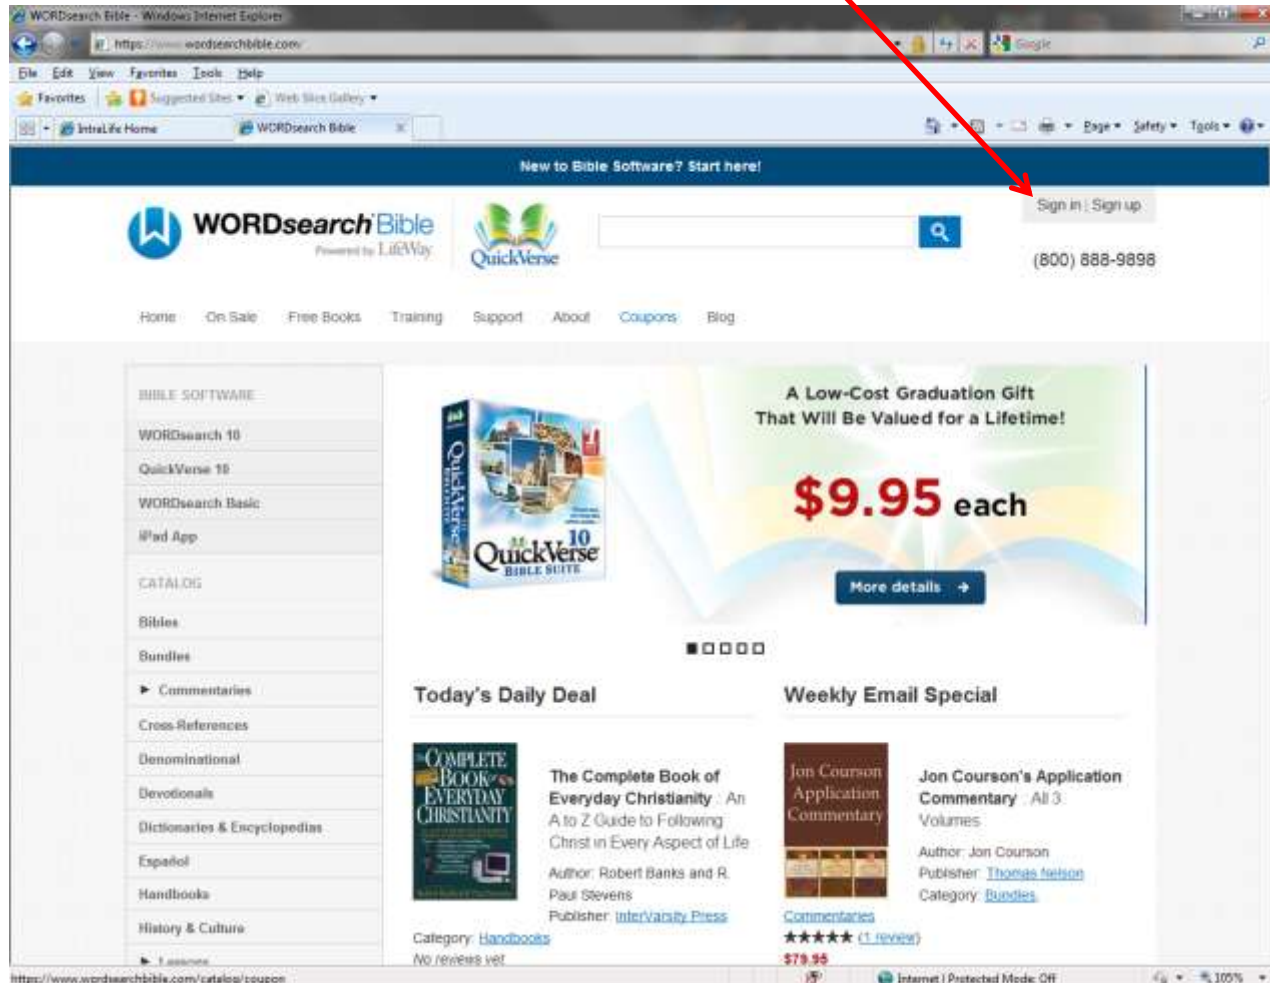 WORDsearch Bible - Windows Internet Explorer
https://www.wordsearchbible.com/
Google
File Edit View Favorites Tools Help
Favorites Suggested Sites Web Slice Gallery
IntraLife Home WORDsearch Bible Page Safety Tools
New to Bible Software? Start here!
Sign in | Sign up
WORDsearch Bible
Powered by LifeWay
QuickVerse
(800) 888-9898
Home On Sale Free Books Training Support About Coupons Blog
BIBLE SOFTWARE
WORDsearch 10
QuickVerse 10
WORDsearch Basic
iPad App
CATALOG
Bibles
Bundles
Commentaries
Cross-References
Denominational
Devotionals
Dictionaries & Encyclopedias
Español
Handbooks
History & Culture
Lessons
QuickVerse
BIBLE SUITE
10
QuickVerse
BIBLE SUITE
A Low-Cost Graduation Gift
That Will Be Valued for a Lifetime!
$9.95 each
More details
Today's Daily Deal
COMPLETE
BOOK OF
EVERYDAY
CHRISTIANITY
The Complete Book of
Everyday Christianity : An
A to Z Guide to Following
Christ in Every Aspect of Life
Author: Robert Banks and R.
Paul Stevens
Publisher: InterVarsity Press
Category: Handbooks
No reviews yet
Weekly Email Special
Jon Courson
Application
Commentary
Jon Courson's Application
Commentary : All 3
Volumes
Author: Jon Courson
Publisher: Thomas Nelson
Category: Bundles,
Commentaries
(1 review)
$79.95
https://www.wordsearchbible.com/catalog/coupon
Internet | Protected Mode: Off
105%